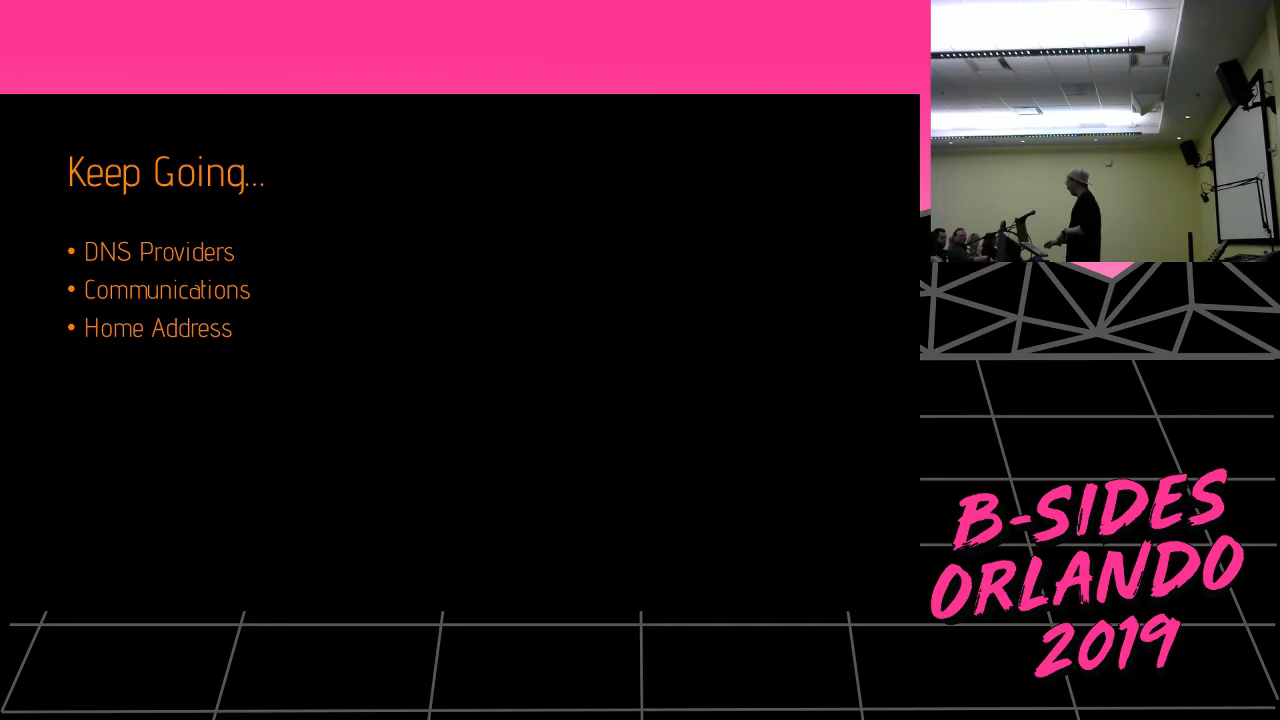 Keep Going...
• DNS Providers
• Communications
• Home Address
B-SIDES
ORLANDO
2019